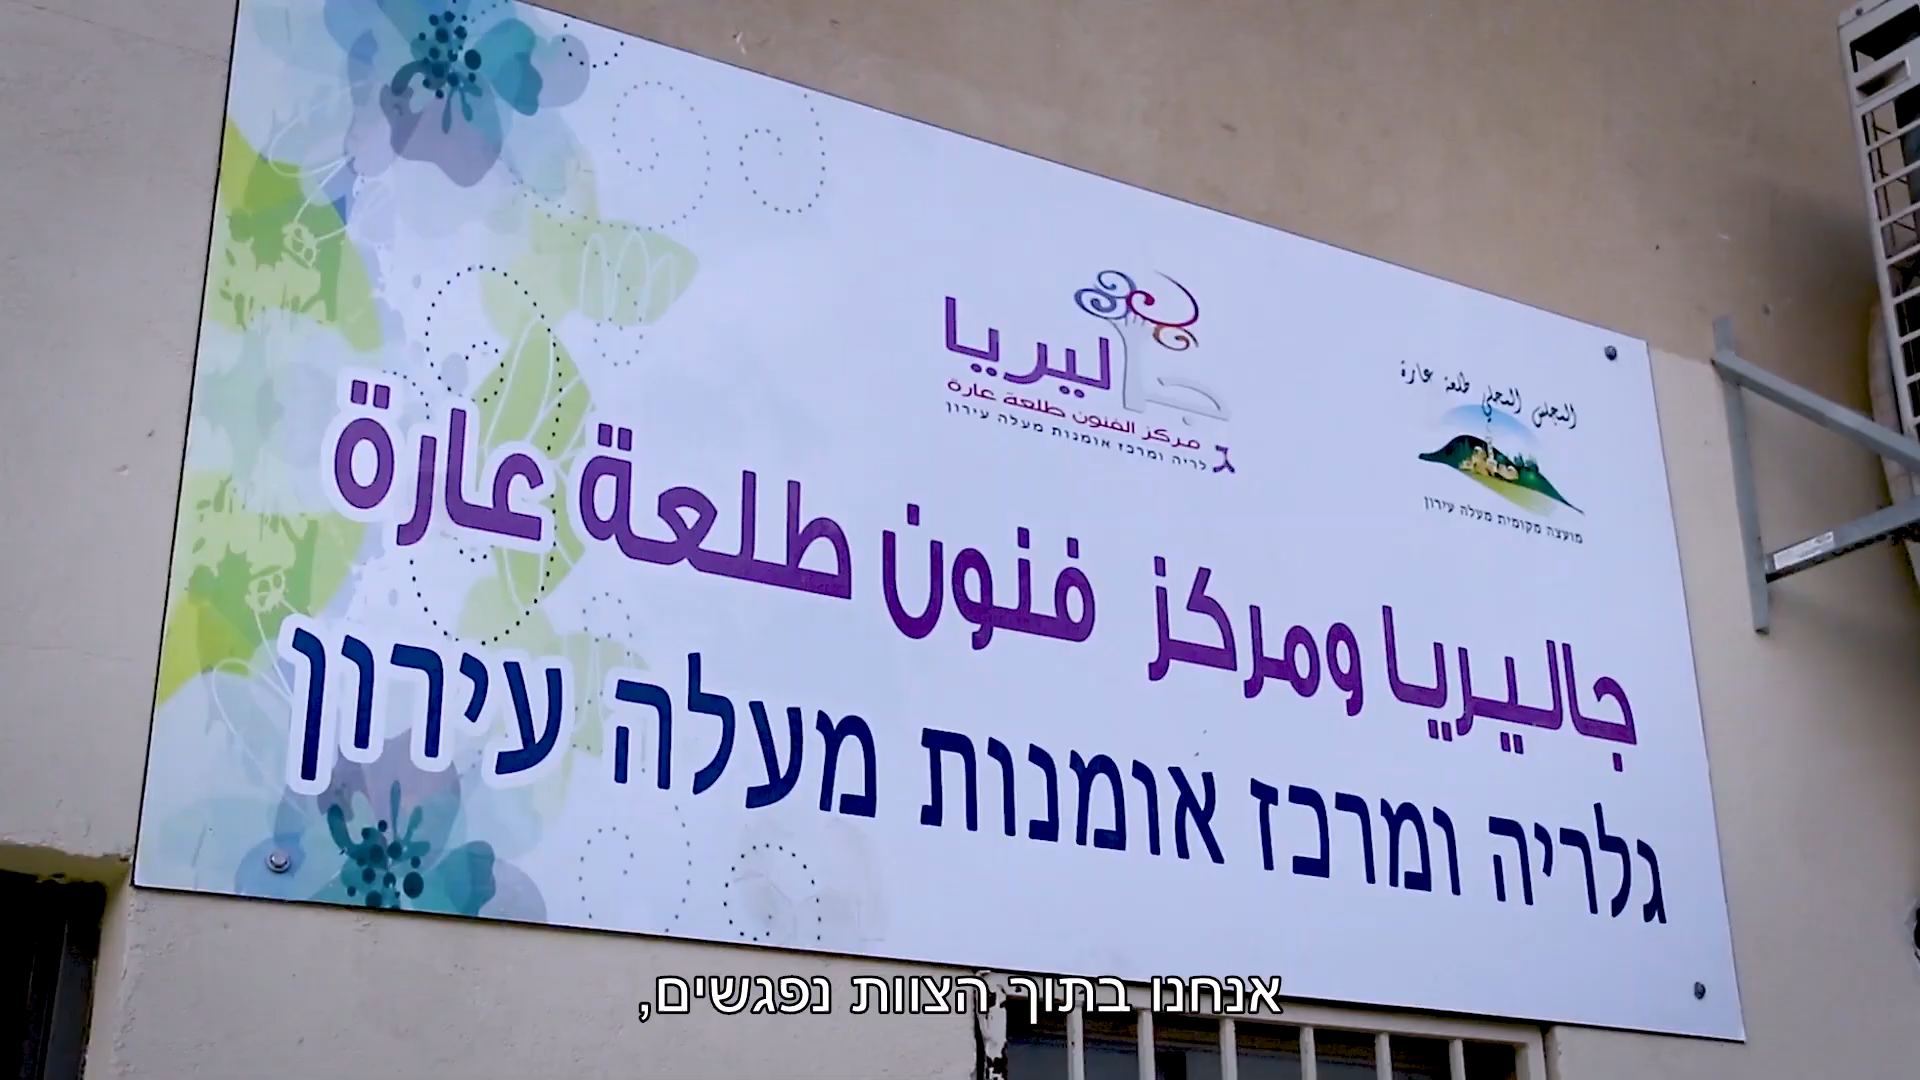 جاليريا
مركز الفنون طلعة عارة
גלריה ומרכז אומנות מעלה עירון
المجلس المحلي طلعة عارة
מועצה מקומית מעלה עירון
جاليريا ومركز فنون طلعة عارة
גלריה ומרכז אומנות מעלה עירון
אנחנו בתוך הצוות נפגשים,